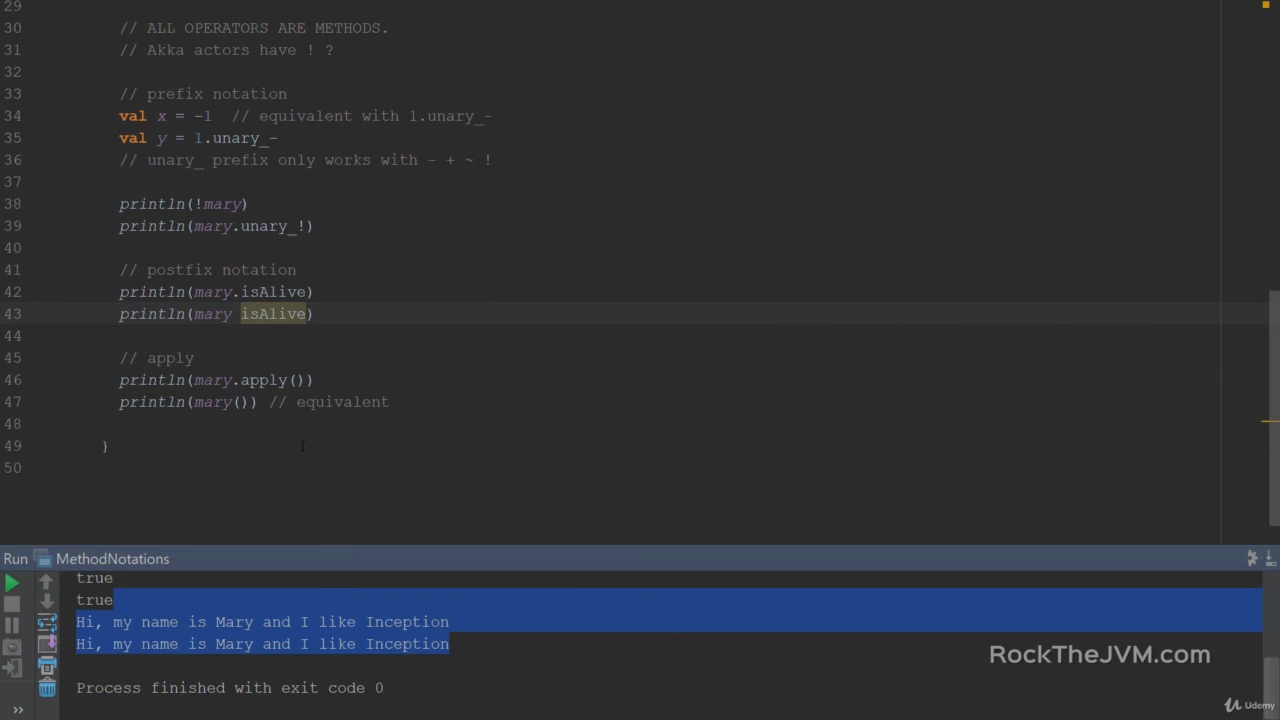 29
30 // ALL OPERATORS ARE METHODS.
31 // Akka actors have ! ?
32
33 // prefix notation
34 val x = -1 // equivalent with 1.unary_-
35 val y = 1.unary_-
36 // unary_ prefix only works with - + ~ !
37
38 println(!mary)
39 println(mary.unary_!)
40
41 // postfix notation
42 println(mary.isAlive)
43 println(mary isAlive)
44
45 // apply
46 println(mary.apply())
47 println(mary()) // equivalent
48
49 }
50
Run MethodNotations
true
true
Hi, my name is Mary and I like Inception
Hi, my name is Mary and I like Inception
Process finished with exit code 0
RockTheJVM.com
Udemy